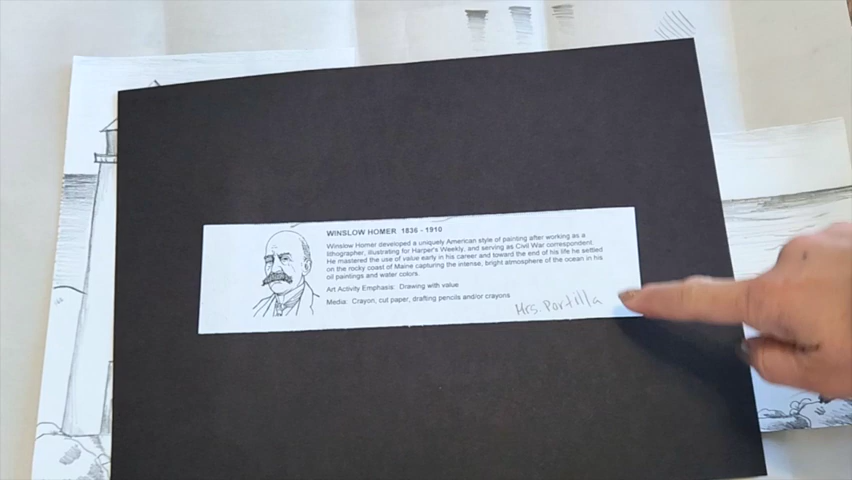 WINSLOW HOMER 1836 - 1910
Winslow Homer developed a uniquely American style of painting after working as a
lithographer, illustrating for Harper's Weekly, and serving as Civil War correspondent.
He mastered the use of value early in his career and toward the end of his life he settled
on the rocky coast of Maine capturing the intense, bright atmosphere of the ocean in his
oil paintings and water colors.
Art Activity Emphasis: Drawing with value
Media: Crayon, cut paper, drafting pencils and/or crayons
Mrs. Portilla